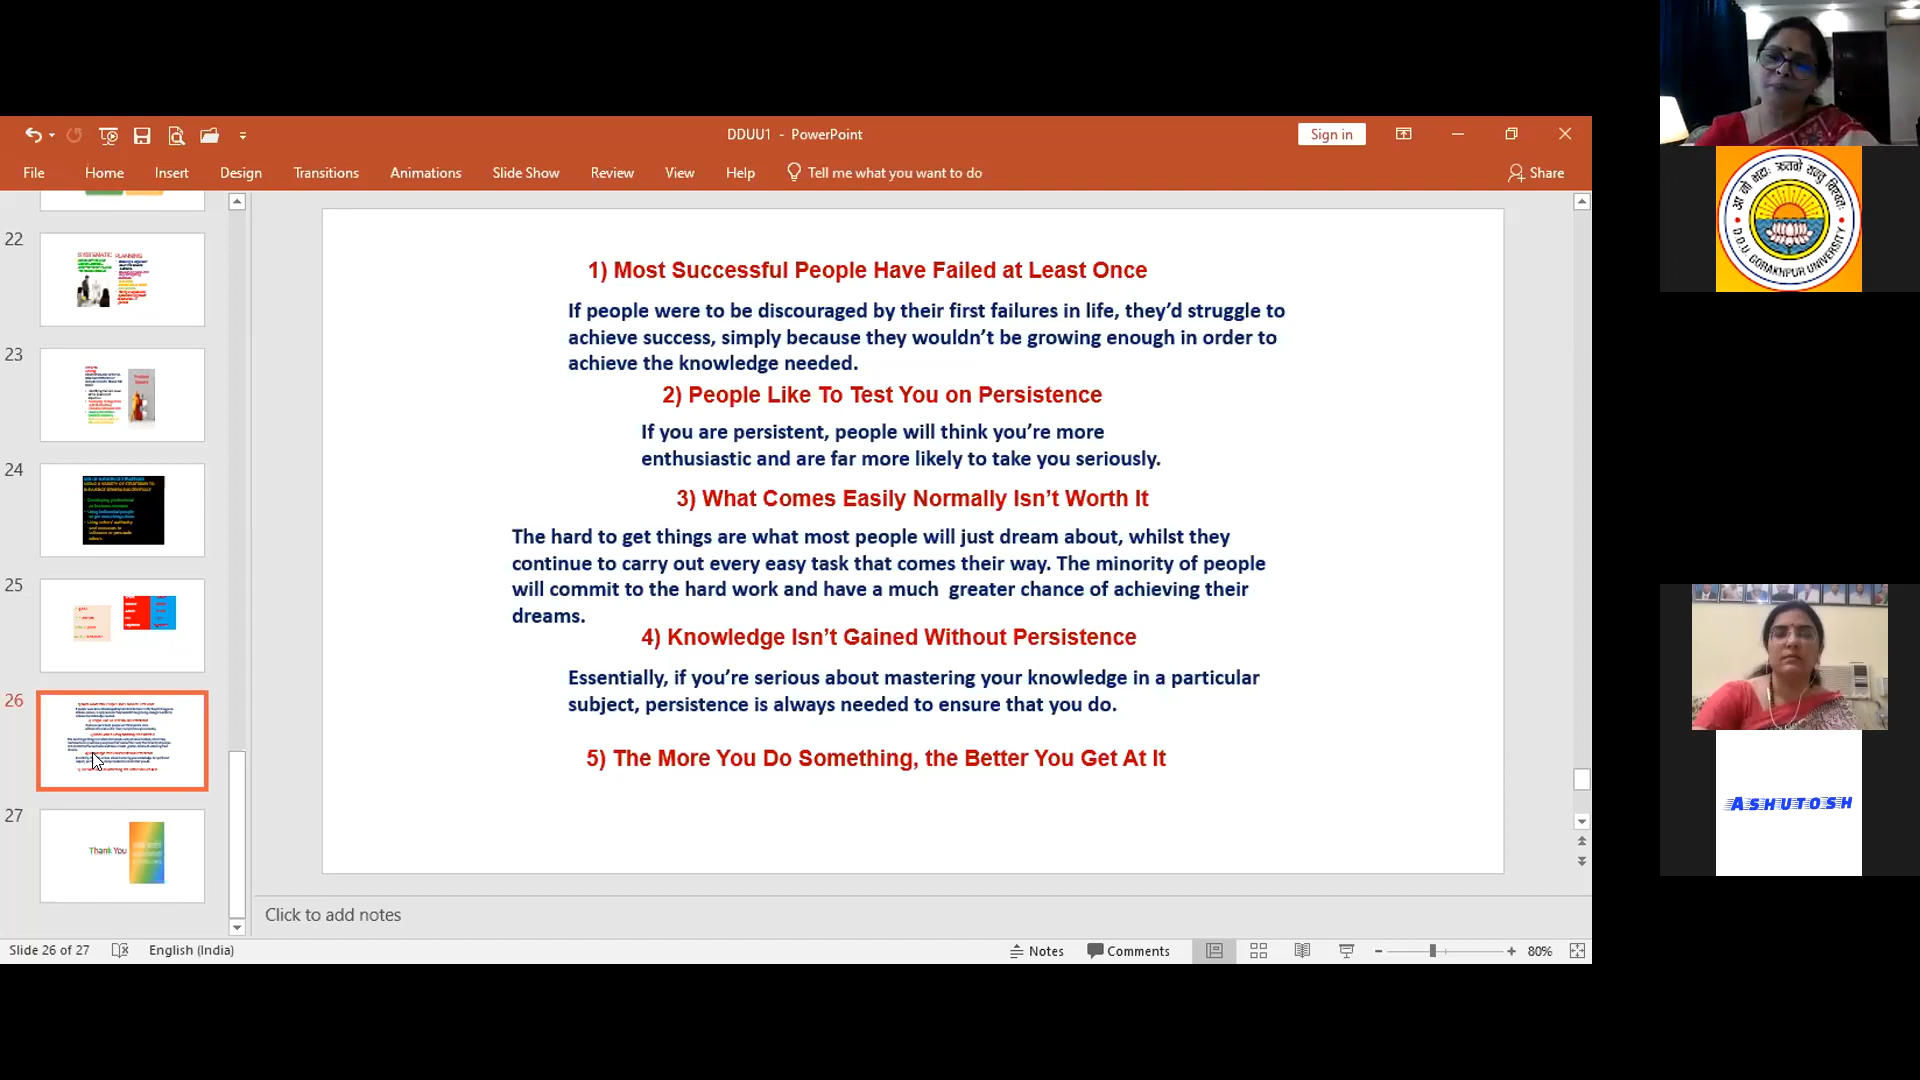 DDUU1 - PowerPoint
Sign in
File Home Insert Design Transitions Animations Slide Show Review View Help Tell me what you want to do Share
22
SYSTEMATIC PLANNING
23
24
25
26
27
Thank You
1) Most Successful People Have Failed at Least Once
If people were to be discouraged by their first failures in life, they’d struggle to
achieve success, simply because they wouldn’t be growing enough in order to
achieve the knowledge needed.
2) People Like To Test You on Persistence
If you are persistent, people will think you’re more
enthusiastic and are far more likely to take you seriously.
3) What Comes Easily Normally Isn’t Worth It
The hard to get things are what most people will just dream about, whilst they
continue to carry out every easy task that comes their way. The minority of people
will commit to the hard work and have a much  greater chance of achieving their
dreams.
4) Knowledge Isn’t Gained Without Persistence
Essentially, if you’re serious about mastering your knowledge in a particular
subject, persistence is always needed to ensure that you do.
5) The More You Do Something, the Better You Get At It
Click to add notes
Slide 26 of 27 English (India) Notes Comments 80%
आ नो भद्राः क्रतवो यन्तु विश्वतः
D.D.U. GORAKHPUR UNIVERSITY
ASHUTOSH